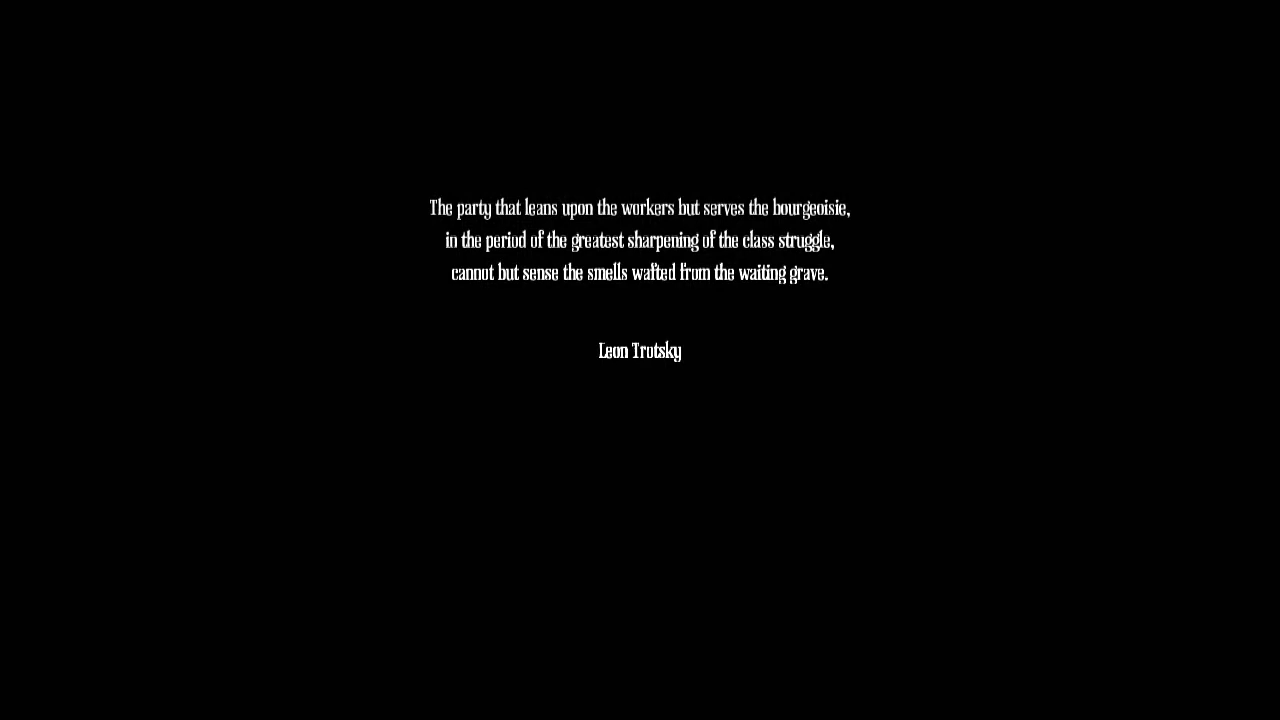 The party that leans upon the workers but serves the bourgeoisie,
in the period of the greatest sharpening of the class struggle,
cannot but sense the smells wafted from the waiting grave.
Leon Trotsky